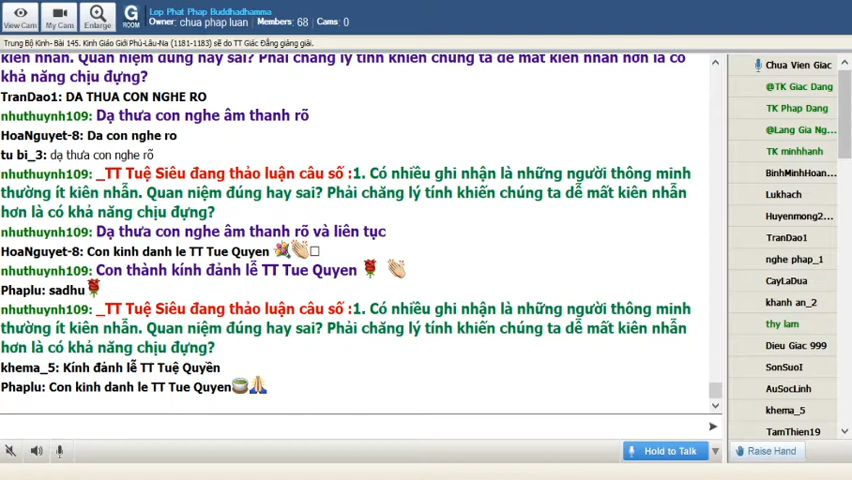 View Cam
My Cam
Enlarge
G
ROOM
Lop Phat Phap Buddhadhamma
Owner: chua phap luan Members: 68 Cams: 0
Trung Bộ Kinh- Bài 145. Kinh Giáo Giới Phú-Lâu-Na (1181-1183) sẽ do TT Giác Đẳng giảng giải.
kiên nhẫn. Quan niệm đúng hay sai? Phải chăng lý tính khiến chúng ta dễ mất kiên nhẫn hơn là có
khả năng chịu đựng?
TranDao1: DA THUA CON NGHE RO
nhuthuynh109: Dạ thưa con nghe âm thanh rõ
HoaNguyet-8: Da con nghe ro
tu bi_3: dạ thưa con nghe rõ
nhuthuynh109: _TT Tuệ Siêu đang thảo luận câu số :1. Có nhiều ghi nhận là những người thông minh
thường ít kiên nhẫn. Quan niệm đúng hay sai? Phải chăng lý tính khiến chúng ta dễ mất kiên nhẫn
hơn là có khả năng chịu đựng?
nhuthuynh109: Dạ thưa con nghe âm thanh rõ và liên tục
HoaNguyet-8: Con kinh danh le TT Tue Quyen
nhuthuynh109: Con thành kính đảnh lễ TT Tue Quyen
Phaplu: sadhu
nhuthuynh109: _TT Tuệ Siêu đang thảo luận câu số :1. Có nhiều ghi nhận là những người thông minh
thường ít kiên nhẫn. Quan niệm đúng hay sai? Phải chăng lý tính khiến chúng ta dễ mất kiên nhẫn
hơn là có khả năng chịu đựng?
khema_5: Kính đảnh lễ TT Tuệ Quyền
Phaplu: Con kinh danh le TT Tue Quyen
Hold to Talk
Chua Vien Giac
@TK Giac Dang
TK Phap Dang
@Lang Gia Ng...
TK minhhanh
BinhMinhHoan...
Lukhach
Huyenmong2...
TranDao1
nghe phap_1
CayLaDua
khanh an_2
thy lam
Dieu Giac 999
SonSuoI
AuSocLinh
khema_5
TamThien19
Raise Hand